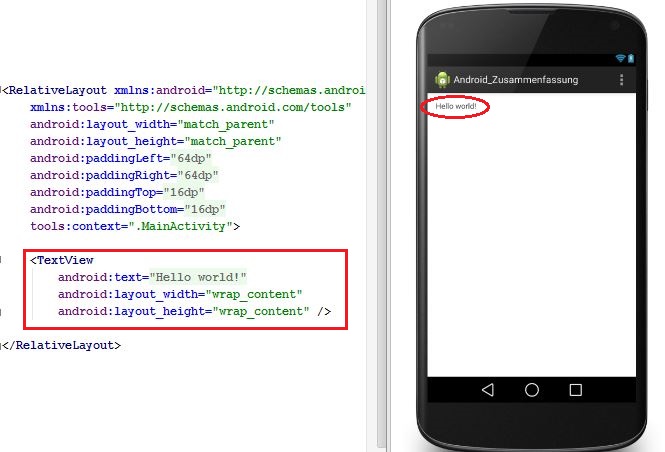 <RelativeLayout xmlns:android="http://schemas.androi
xmlns:tools="http://schemas.android.com/tools"
android:layout_width="match_parent"
android:layout_height="match_parent"
android:paddingLeft="64dp"
android:paddingRight="64dp"
android:paddingTop="16dp"
android:paddingBottom="16dp"
tools:context=".MainActivity">
<TextView
android:text="Hello world!"
android:layout_width="wrap_content"
android:layout_height="wrap_content" />
</RelativeLayout>
Android_Zusammenfassung
Hello world!